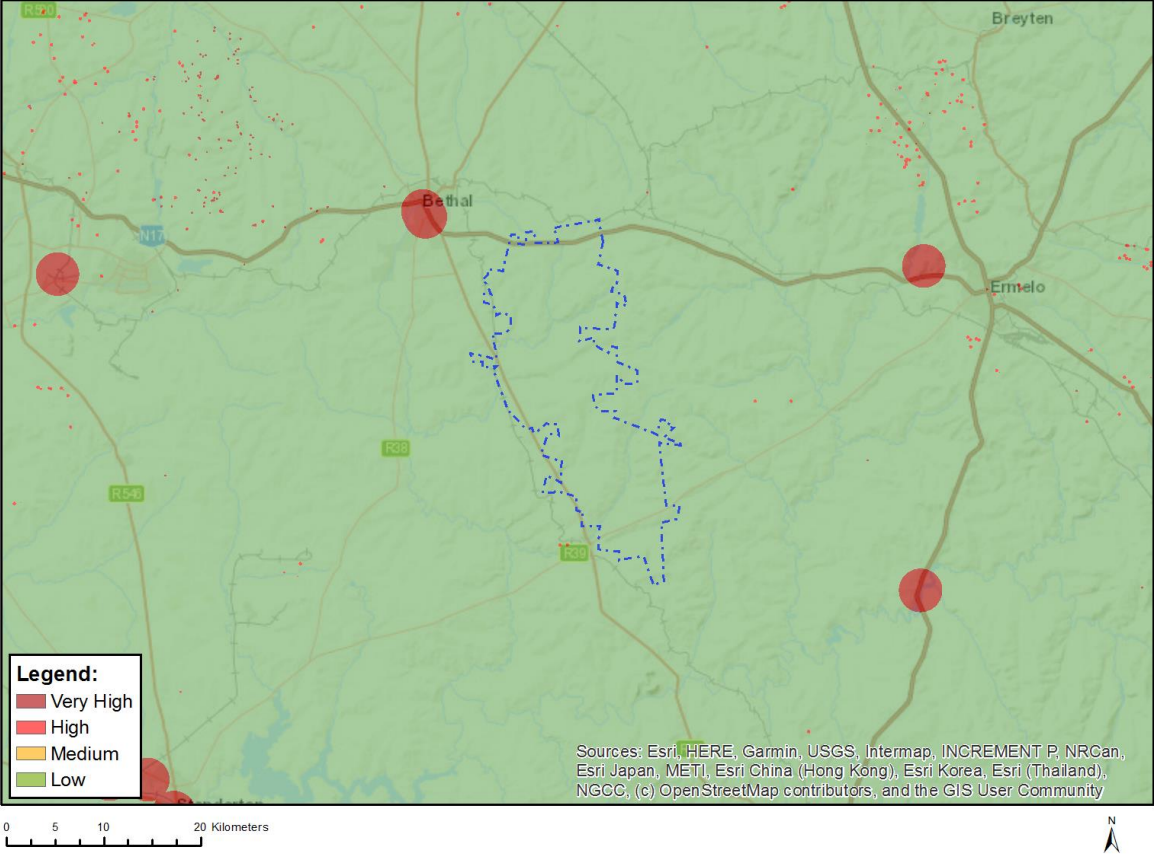 R580
Breyten
Bethal
N17
Ermelo
R38
R546
R39
Legend:
Very High
High
Medium
Low
Standerton
Sources: Esri, HERE, Garmin, USGS, Intermap, INCREMENT P, NRCan,
Esri Japan, METI, Esri China (Hong Kong), Esri Korea, Esri (Thailand),
NGCC, (c) OpenStreetMap contributors, and the GIS User Community
0 5 10 20 Kilometers
N